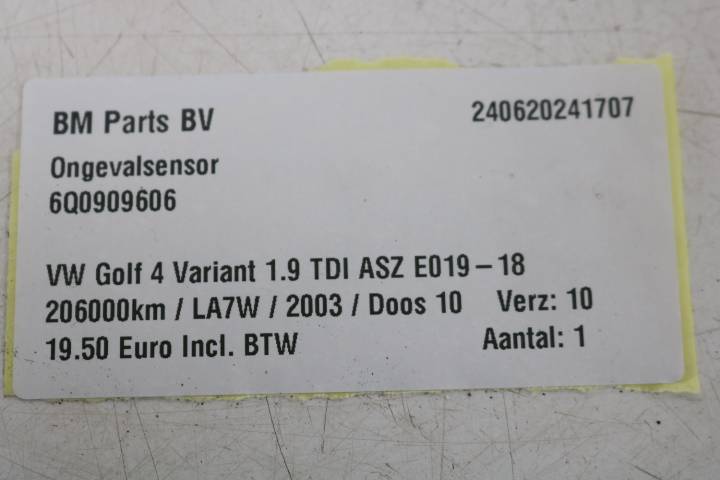 BM Parts BV 240620241707
Ongevalsensor
6Q0909606
VW Golf 4 Variant 1.9 TDI ASZ E019-18
206000km / LA7W / 2003 / Doos 10 Verz: 10
19.50 Euro Incl. BTW Aantal: 1